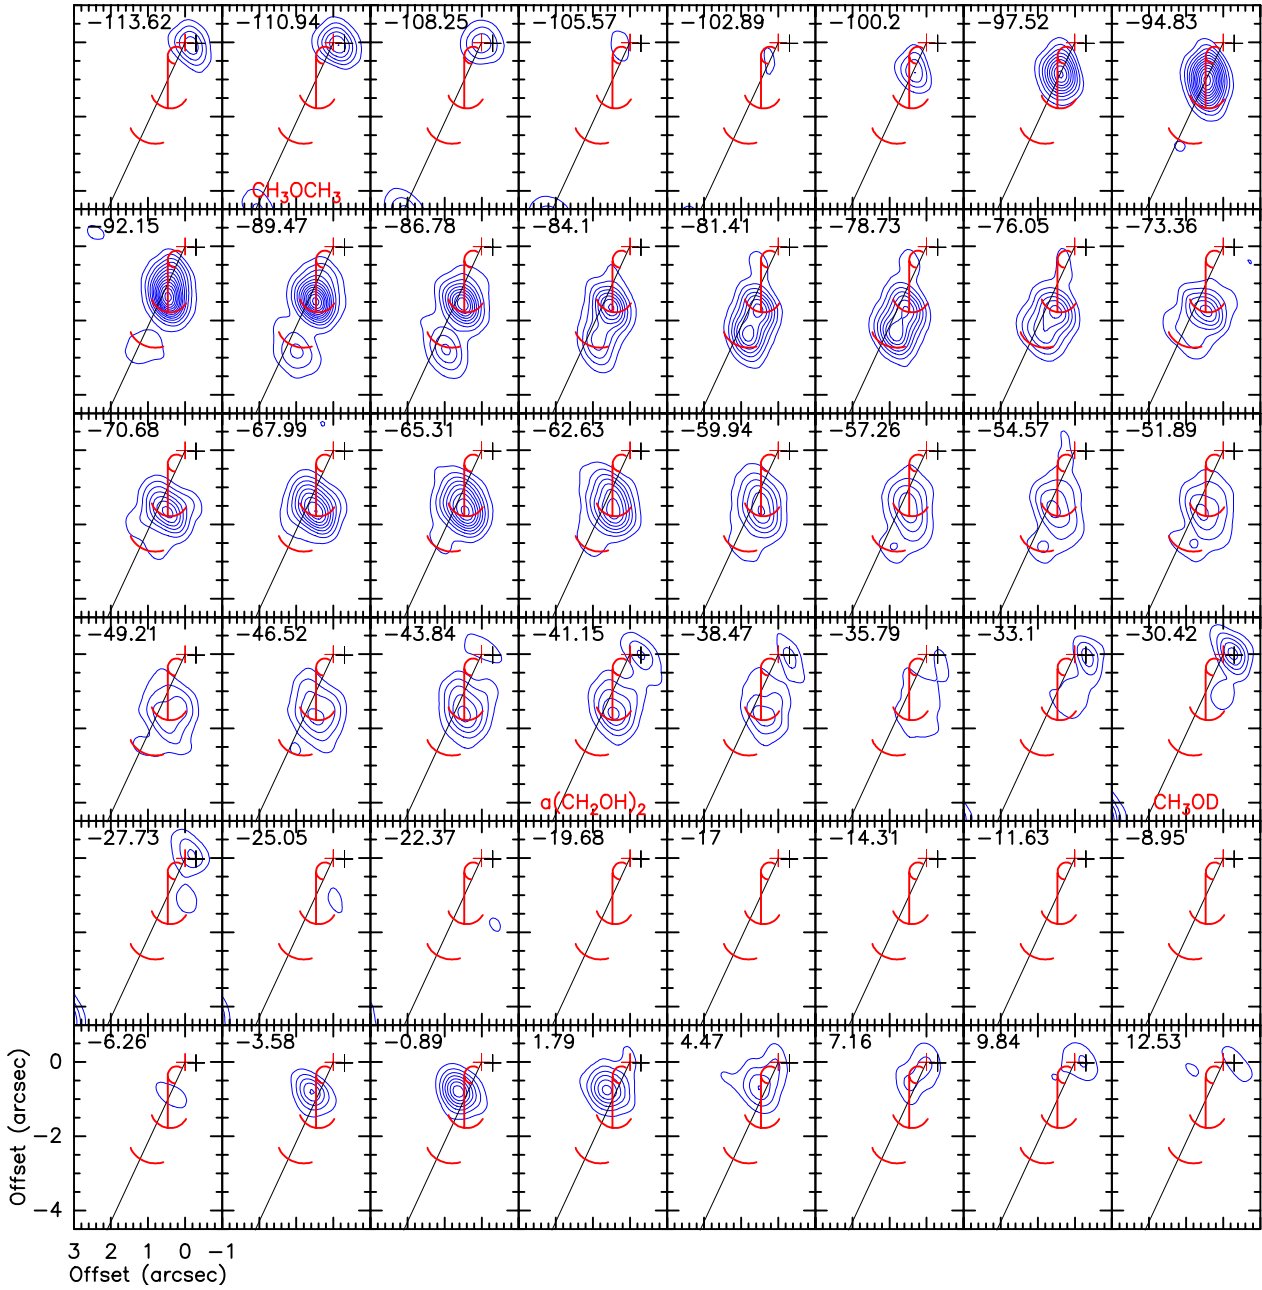 −113.62 −110.94 −108.25 −105.57 −102.89 −100.2 −97.52 −94.83
CH₃OCH₃
−92.15 −89.47 −86.78 −84.1 −81.41 −78.73 −76.05 −73.36
−70.68 −67.99 −65.31 −62.63 −59.94 −57.26 −54.57 −51.89
−49.21 −46.52 −43.84 −41.15 −38.47 −35.79 −33.1 −30.42
a(CH₂OH)₂ CH₃OD
−27.73 −25.05 −22.37 −19.68 −17 −14.31 −11.63 −8.95
−6.26 −3.58 −0.89 1.79 4.47 7.16 9.84 12.53
0
−2
−4
Offset (arcsec)
3 2 1 0 −1
Offset (arcsec)